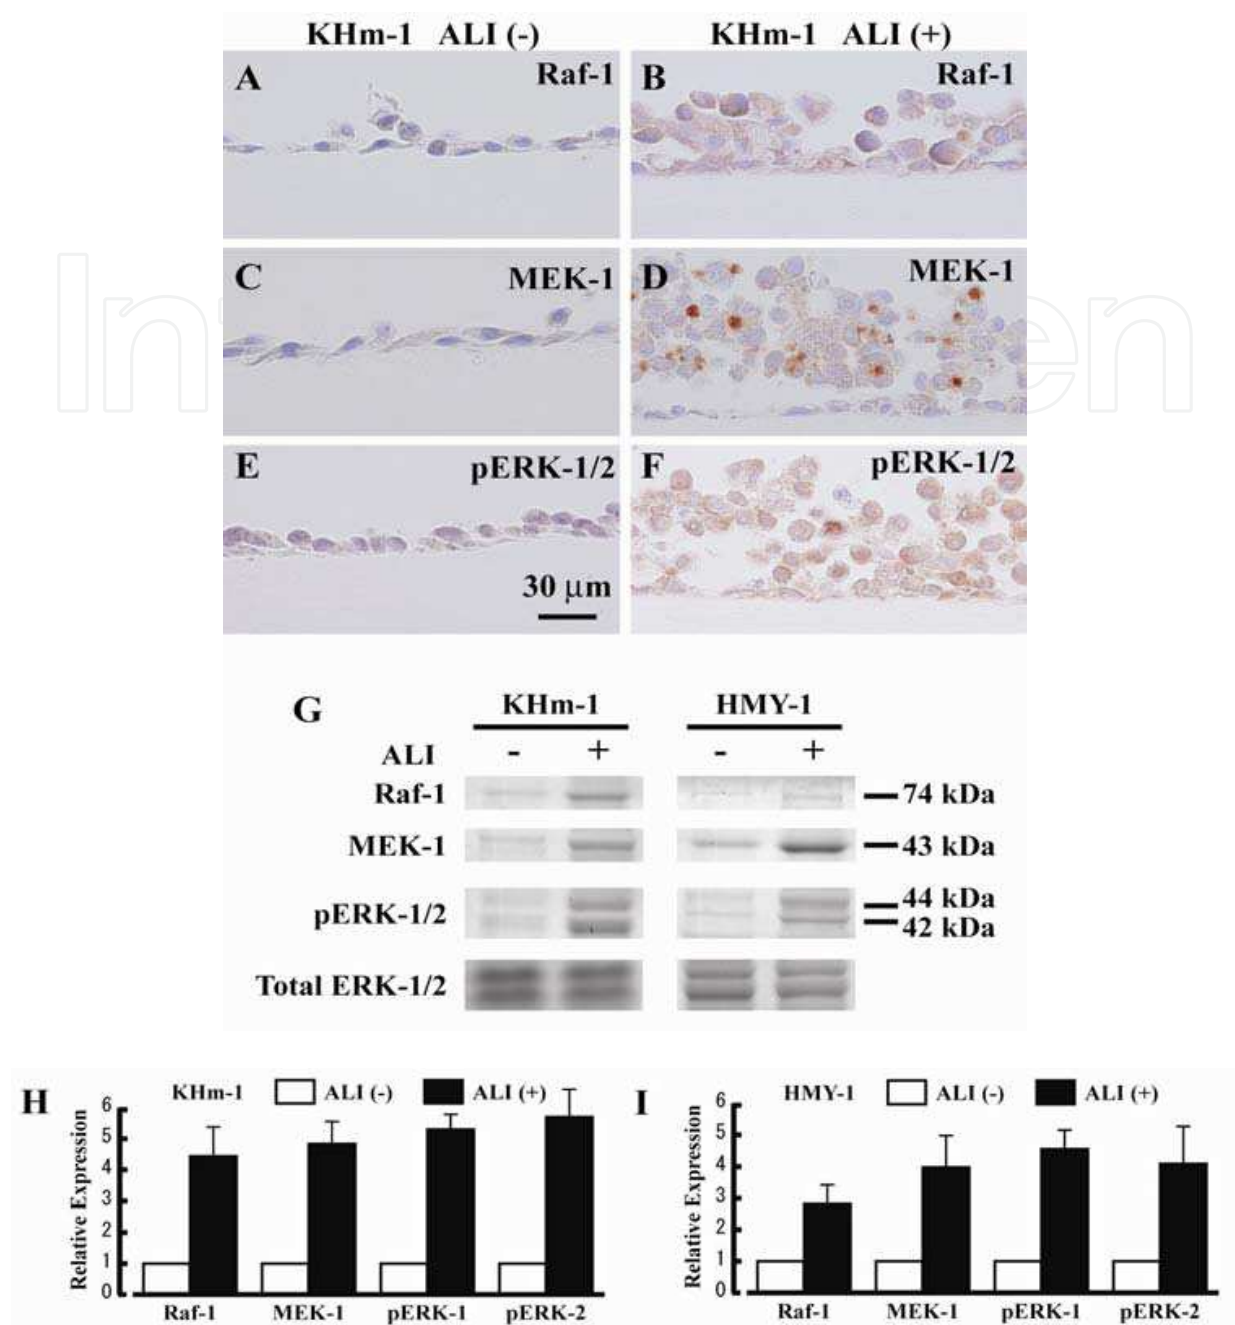 KHm-1 ALI (-) KHm-1 ALI (+)
A Raf-1 B Raf-1
C MEK-1 D MEK-1
E pERK-1/2 F pERK-1/2
30 μm
G KHm-1 HMY-1
ALI - + - +
Raf-1 74 kDa
MEK-1 43 kDa
pERK-1/2 44 kDa
42 kDa
Total ERK-1/2
H KHm-1 ALI (-) ALI (+)
Relative Expression
6
5
4
3
2
1
0
Raf-1 MEK-1 pERK-1 pERK-2
I HMY-1 ALI (-) ALI (+)
Relative Expression
6
5
4
3
2
1
0
Raf-1 MEK-1 pERK-1 pERK-2